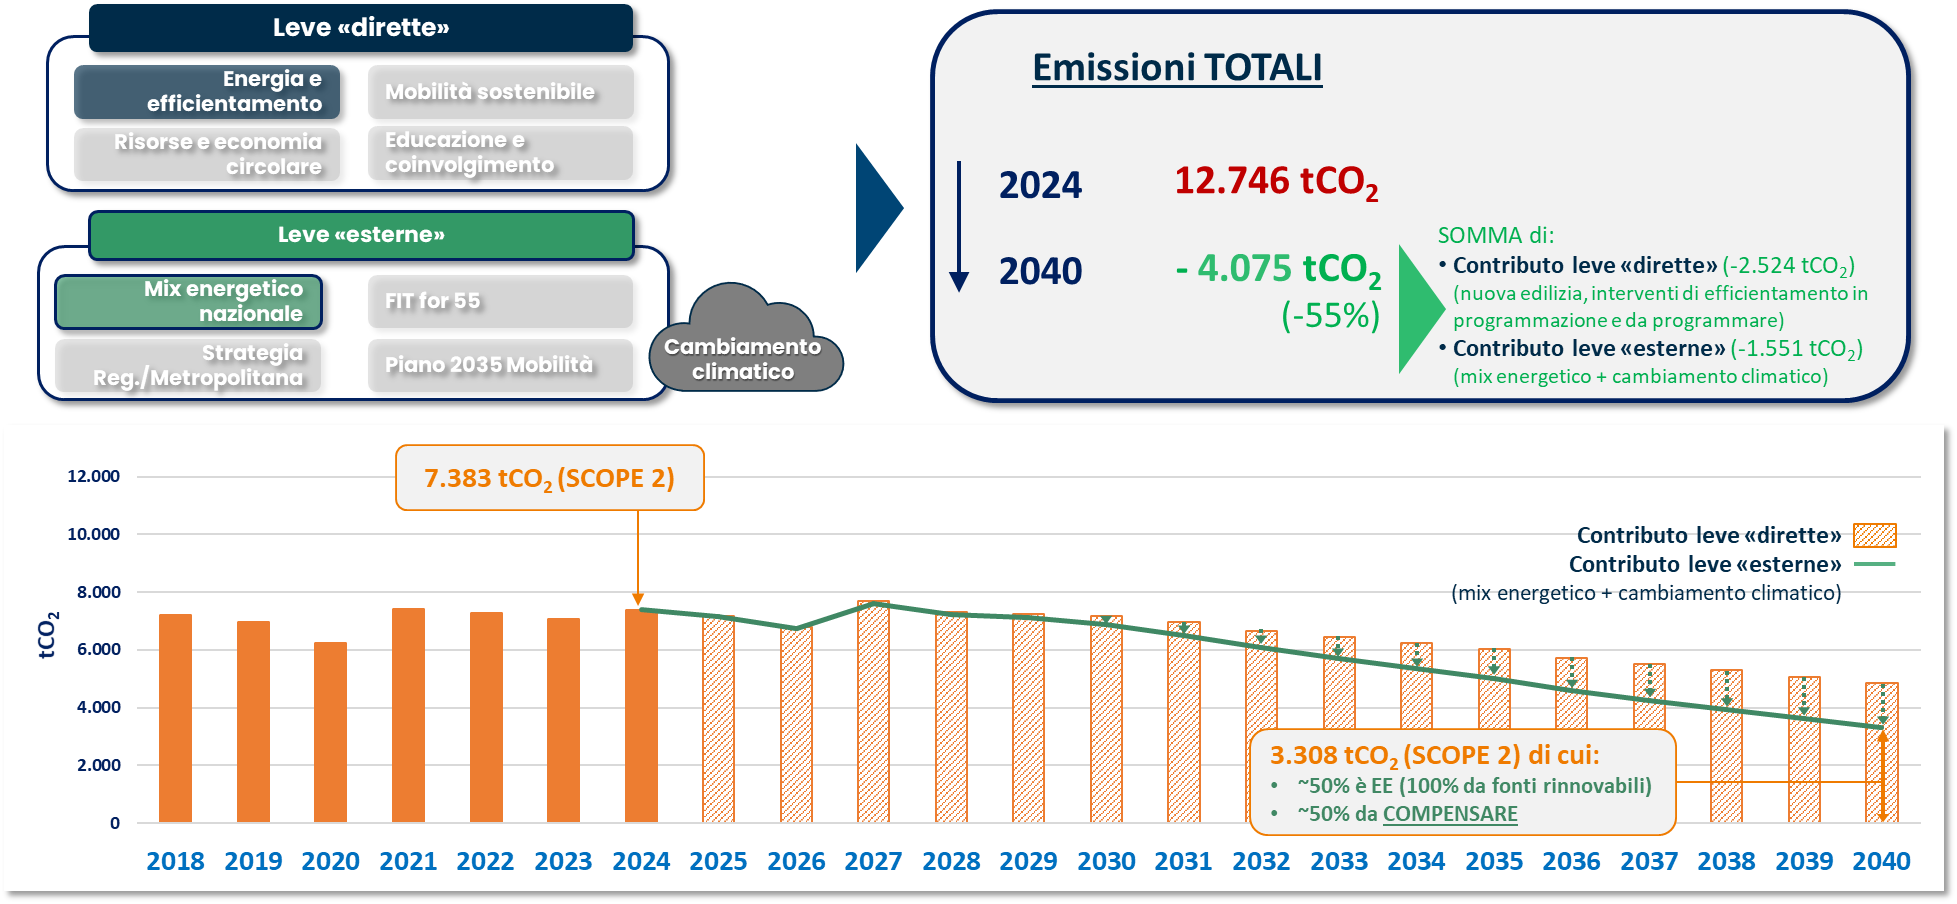 Leve «dirette»
Energia e
efficientamento
Mobilità sostenibile
Risorse e economia
circolare
Educazione e
coinvolgimento
Leve «esterne»
Mix energetico
nazionale
FIT for 55
Strategia
Reg./Metropolitana
Piano 2035 Mobilità
Cambiamento
climatico
Emissioni TOTALI
2024 12.746 tCO2
2040 - 4.075 tCO2
(-55%)
SOMMA di:
• Contributo leve «dirette» (-2.524 tCO2)
(nuova edilizia, interventi di efficientamento in
programmazione e da programmare)
• Contributo leve «esterne» (-1.551 tCO2)
(mix energetico + cambiamento climatico)
7.383 tCO2 (SCOPE 2)
tCO2
12.000
10.000
8.000
6.000
4.000
2.000
0
Contributo leve «dirette»
Contributo leve «esterne»
(mix energetico + cambiamento climatico)
3.308 tCO2 (SCOPE 2) di cui:
• ~50% è EE (100% da fonti rinnovabili)
• ~50% da COMPENSARE
2018 2019 2020 2021 2022 2023 2024 2025 2026 2027 2028 2029 2030 2031 2032 2033 2034 2035 2036 2037 2038 2039 2040